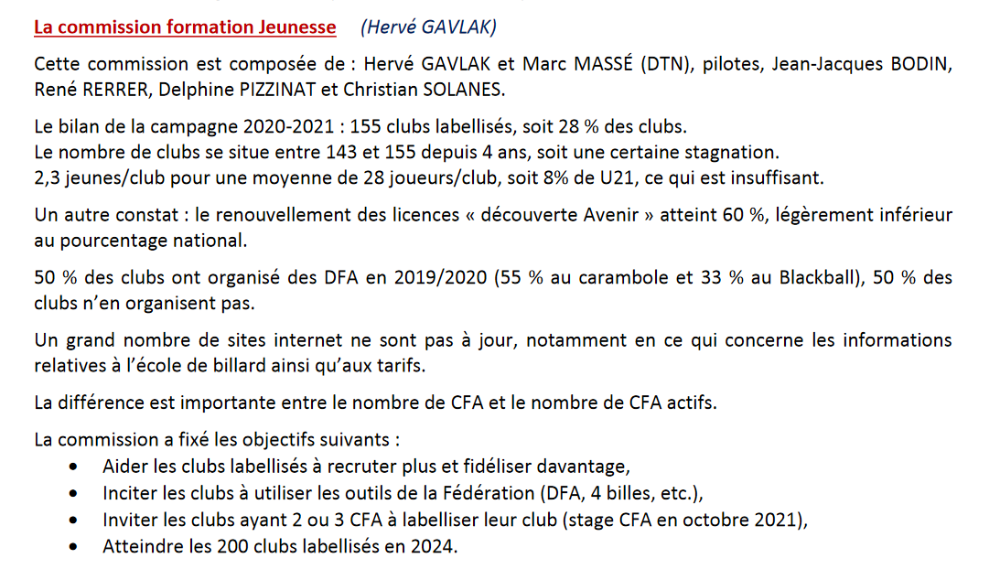 La commission formation Jeunesse (Hervé GAVLAK)
Cette commission est composée de : Hervé GAVLAK et Marc MASSÉ (DTN), pilotes, Jean-Jacques BODIN,
René RERRER, Delphine PIZZINAT et Christian SOLANES.
Le bilan de la campagne 2020-2021 : 155 clubs labellisés, soit 28 % des clubs.
Le nombre de clubs se situe entre 143 et 155 depuis 4 ans, soit une certaine stagnation.
2,3 jeunes/club pour une moyenne de 28 joueurs/club, soit 8% de U21, ce qui est insuffisant.
Un autre constat : le renouvellement des licences « découverte Avenir » atteint 60 %, légèrement inférieur
au pourcentage national.
50 % des clubs ont organisé des DFA en 2019/2020 (55 % au carambole et 33 % au Blackball), 50 % des
clubs n’en organisent pas.
Un grand nombre de sites internet ne sont pas à jour, notamment en ce qui concerne les informations
relatives à l’école de billard ainsi qu’aux tarifs.
La différence est importante entre le nombre de CFA et le nombre de CFA actifs.
La commission a fixé les objectifs suivants :
• Aider les clubs labellisés à recruter plus et fidéliser davantage,
• Inciter les clubs à utiliser les outils de la Fédération (DFA, 4 billes, etc.),
• Inviter les clubs ayant 2 ou 3 CFA à labelliser leur club (stage CFA en octobre 2021),
• Atteindre les 200 clubs labellisés en 2024.